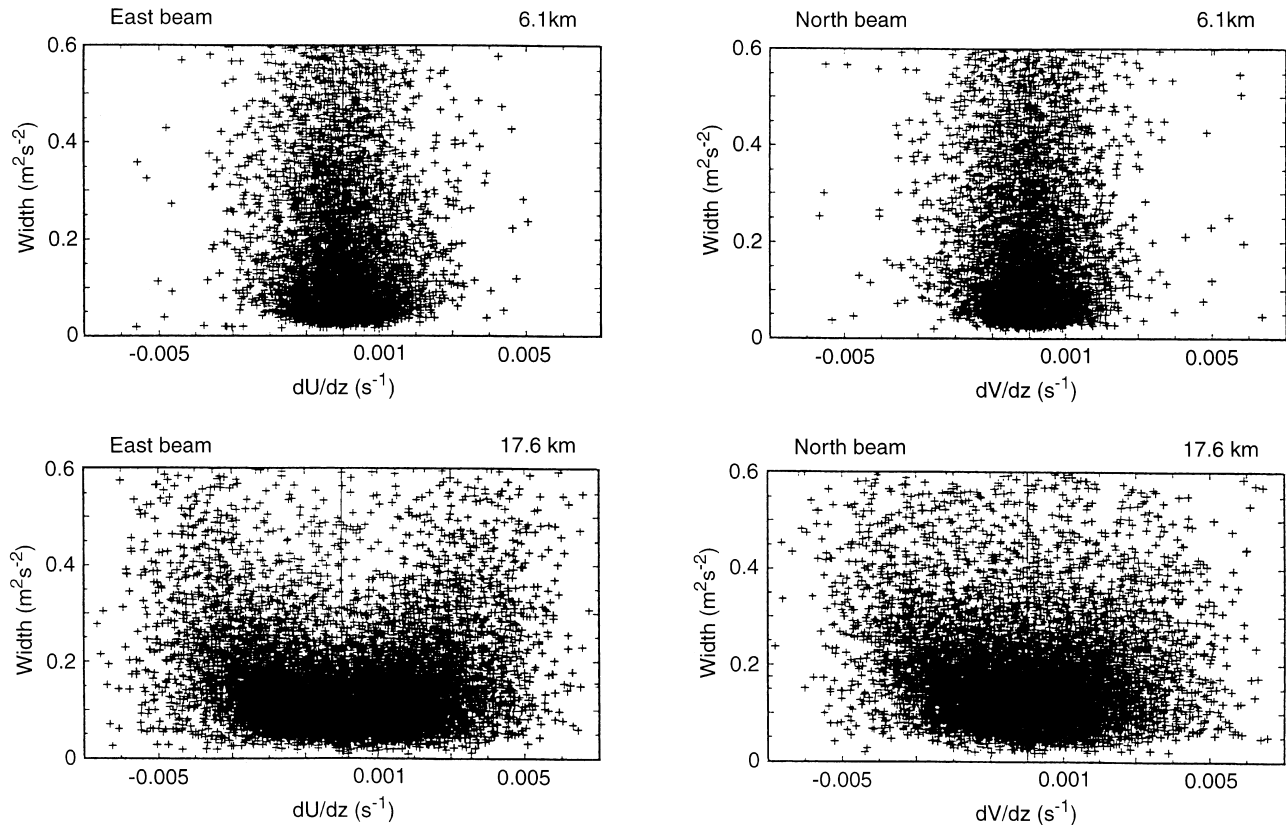 East beam 6.1km
0.6
0.4
0.2
0
Width (m²s⁻²)
-0.005 0.001 0.005
dU/dz (s⁻¹)
North beam 6.1km
0.6
0.4
0.2
0
Width (m²s⁻²)
-0.005 0.001 0.005
dV/dz (s⁻¹)
East beam 17.6 km
0.6
0.4
0.2
0
Width (m²s⁻²)
-0.005 0.001 0.005
dU/dz (s⁻¹)
North beam 17.6 km
0.6
0.4
0.2
0
Width (m²s⁻²)
-0.005 0.001 0.005
dV/dz (s⁻¹)